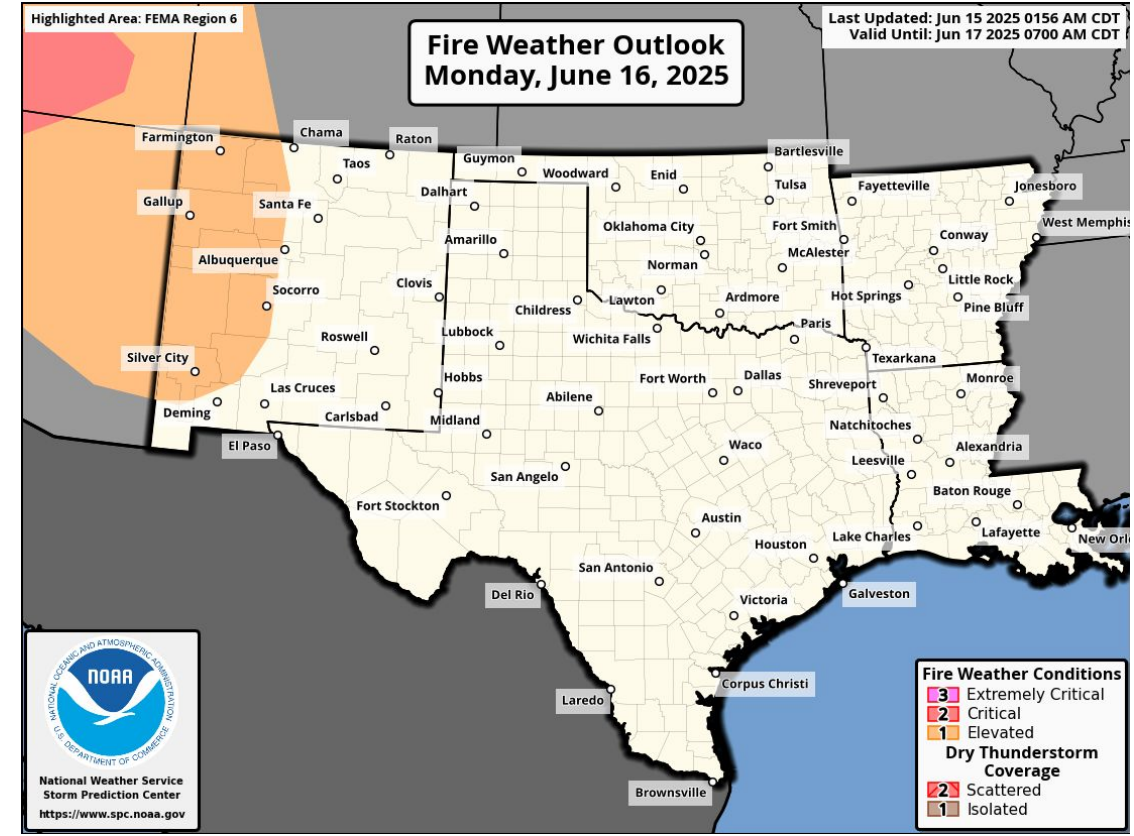 Highlighted Area: FEMA Region 6
Last Updated: Jun 15 2025 0156 AM CDT
Valid Until: Jun 17 2025 0700 AM CDT
Fire Weather Outlook
Monday, June 16, 2025
Farmington
Chama
Raton
Taos
Guymon
Woodward
Enid
Bartlesville
Tulsa
Fayetteville
Jonesboro
Gallup
Santa Fe
Dalhart
West Memphis
Albuquerque
Amarillo
Oklahoma City
Norman
Fort Smith
McAlester
Conway
Little Rock
Socorro
Clovis
Childress
Lawton
Ardmore
Hot Springs
Pine Bluff
Roswell
Lubbock
Wichita Falls
Paris
Texarkana
Silver City
Hobbs
Fort Worth
Dallas
Shreveport
Monroe
Las Cruces
Deming
Carlsbad
Midland
Abilene
Natchitoches
El Paso
Waco
Leesville
Alexandria
San Angelo
Baton Rouge
Fort Stockton
Austin
Houston
Lake Charles
Lafayette
New Orl
San Antonio
Del Rio
Victoria
Galveston
Laredo
Corpus Christi
Brownsville
NATIONAL OCEANIC AND ATMOSPHERIC ADMINISTRATION
NOAA
U.S. DEPARTMENT OF COMMERCE
National Weather Service
Storm Prediction Center
https://www.spc.noaa.gov
Fire Weather Conditions
3 Extremely Critical
2 Critical
1 Elevated
Dry Thunderstorm
Coverage
2 Scattered
1 Isolated